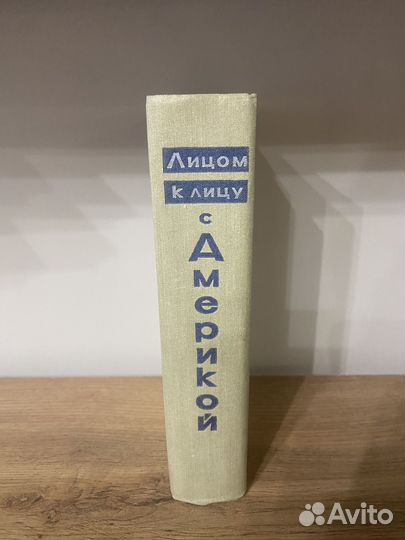 Лицом
к лицу
с
Америкой
Avito